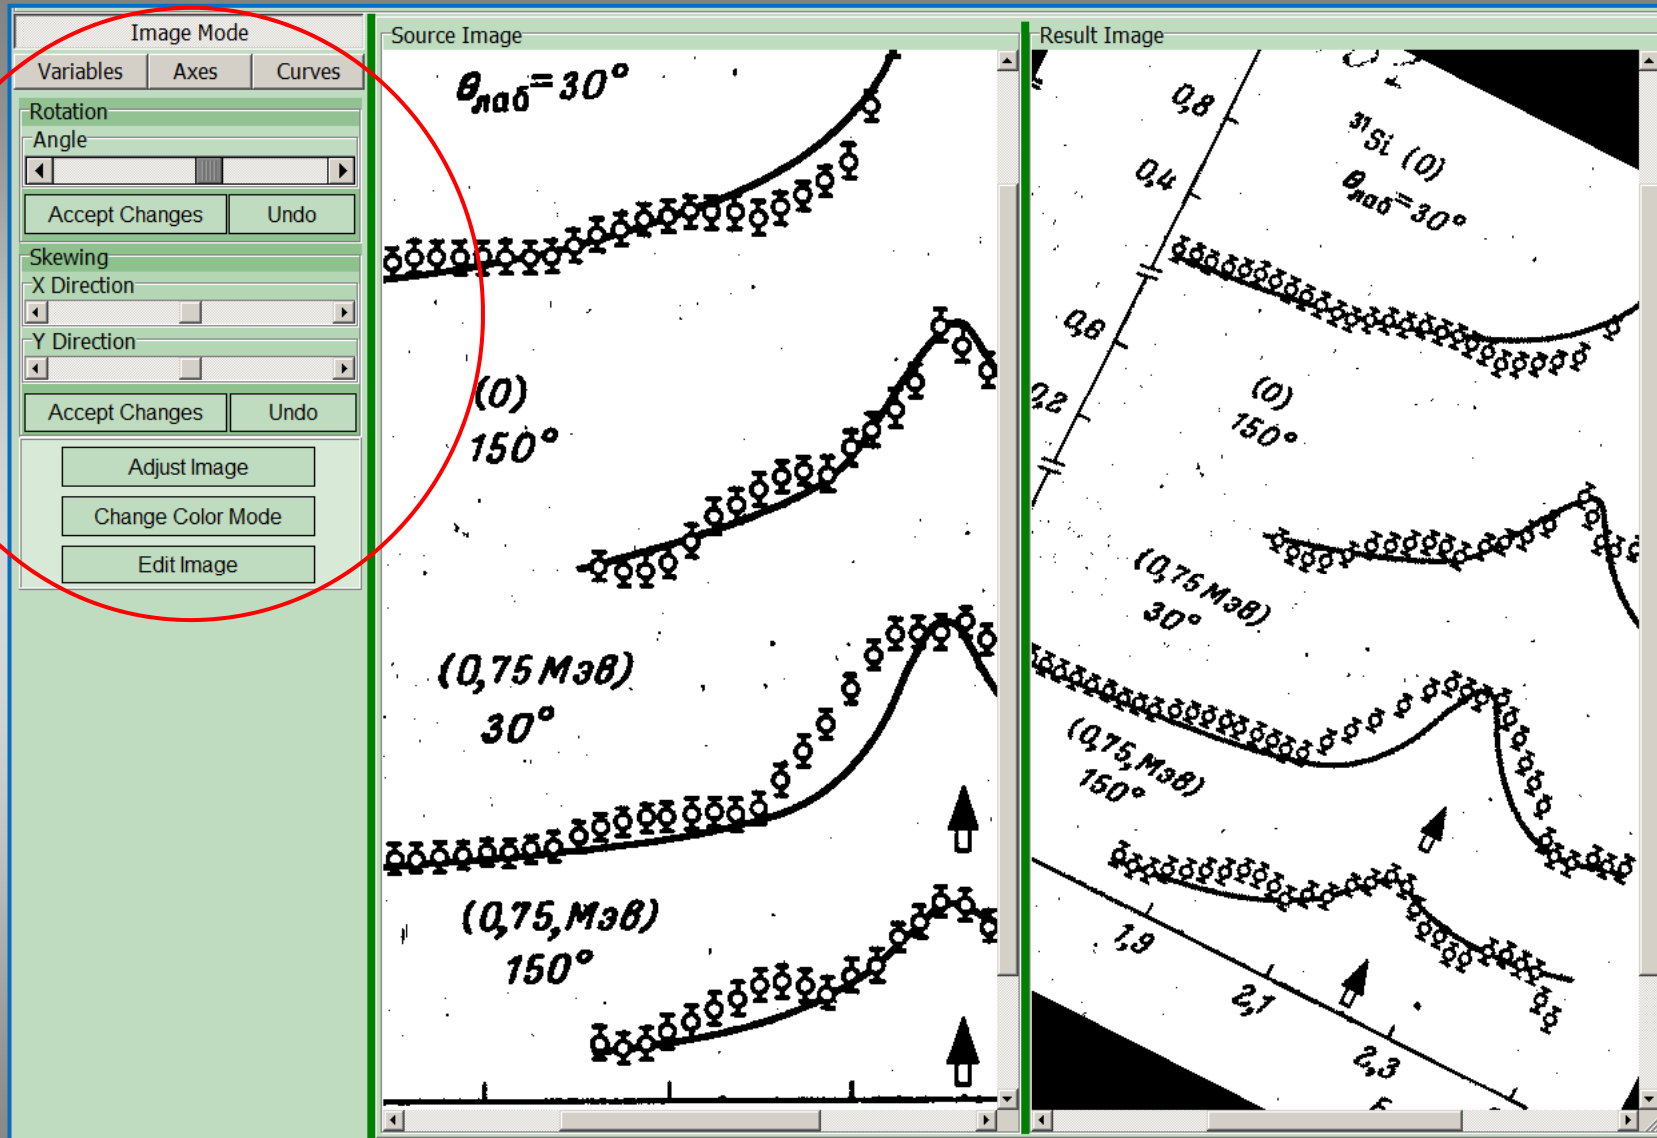 Image Mode
Variables
Axes
Curves
Rotation
Angle
Accept Changes
Undo
Skewing
X Direction
Y Direction
Accept Changes
Undo
Adjust Image
Change Color Mode
Edit Image
Source Image
θлаб=30°
(0)
150°
(0,75 Мэв)
30°
(0,75, Мэв)
150°
Result Image
0,8
³¹Si (0)
0,4
θлаб=30°
0,6
(0)
0,2
150°
(0,75 Мэв)
30°
(0,75, Мэв)
150°
1,9
2,1
2,3